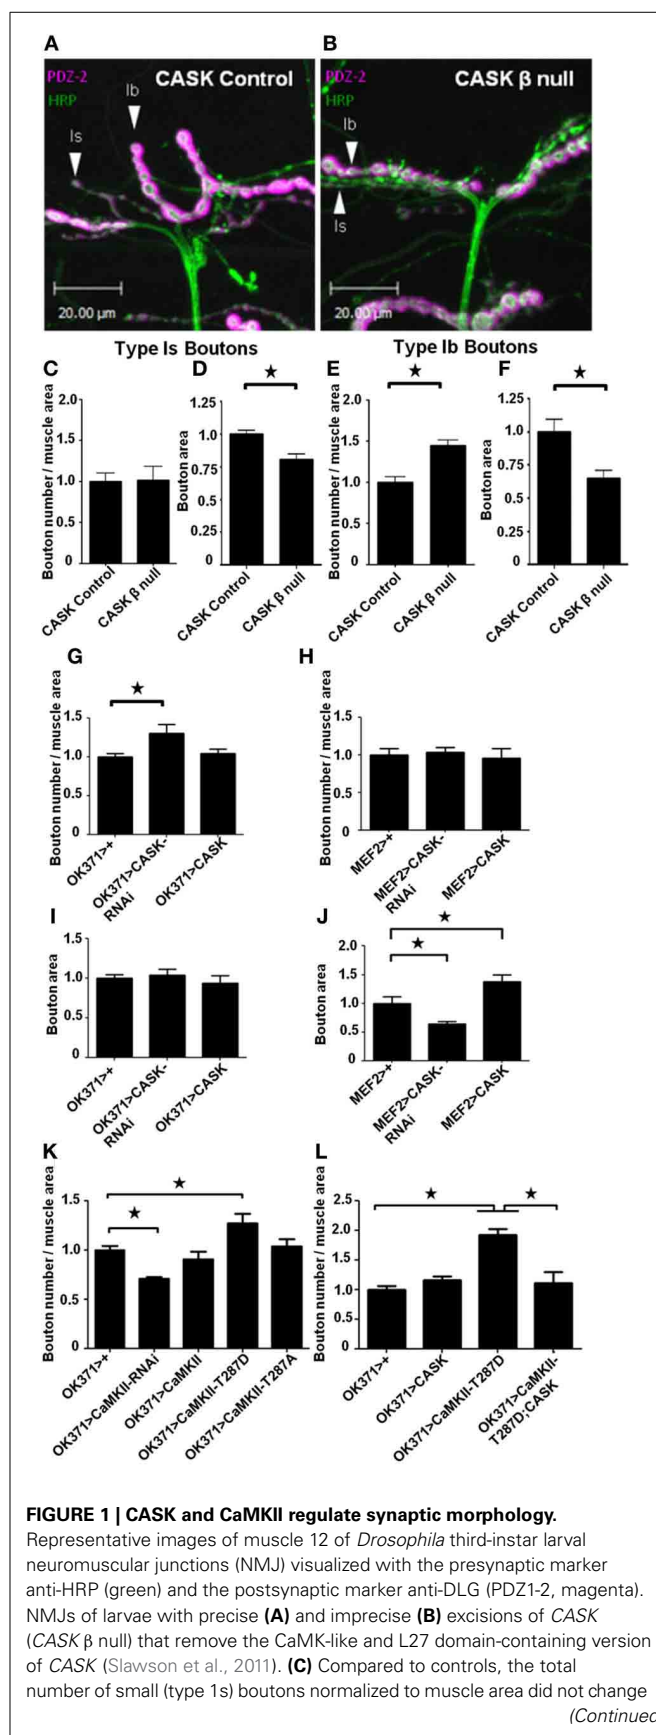 A
B
PDZ-2
CASK Control
HRP
Ib
Is
20.00 µm
PDZ-2
CASK β null
HRP
Ib
Is
20.00 µm
Type Is Boutons
Type Ib Boutons
C
Bouton number / muscle area
2.0
1.5
1.0
0.5
0
CASK Control
CASK β null
D
Bouton area
1.25
1.0
0.75
0.5
0.25
0
★
CASK Control
CASK β null
E
Bouton number / muscle area
2.0
1.5
1.0
0.5
0
★
CASK Control
CASK β null
F
Bouton area
1.25
1.00
0.75
0.5
0.25
0
★
CASK Control
CASK β null
G
Bouton number / muscle area
1.5
1.0
0.5
0
★
OK371>+
OK371>CASK-
RNAi
OK371>CASK
H
Bouton number / muscle area
1.5
1.0
0.5
0
MEF2>+
MEF2>CASK-
RNAi
MEF2>CASK
I
Bouton area
1.5
1.0
0.5
0
OK371>+
OK371>CASK-
RNAi
OK371>CASK
J
Bouton area
2.0
1.5
1.0
0.5
0
★
★
MEF2>+
MEF2>CASK-
RNAi
MEF2>CASK
K
Bouton number / muscle area
1.5
1.0
0.5
0
★
★
OK371>+
OK371>CaMKII-RNAi
OK371>CaMKII
OK371>CaMKII-T287D
OK371>CaMKII-T287A
L
Bouton number / muscle area
2.5
2.0
1.5
1.0
0.5
0
★
★
OK371>+
OK371>CASK
OK371>CaMKII-T287D
OK371>CaMKII-
T287D;CASK
FIGURE 1 | CASK and CaMKII regulate synaptic morphology.
Representative images of muscle 12 of Drosophila third-instar larval
neuromuscular junctions (NMJ) visualized with the presynaptic marker
anti-HRP (green) and the postsynaptic marker anti-DLG (PDZ1-2, magenta).
NMJs of larvae with precise (A) and imprecise (B) excisions of CASK
(CASK β null) that remove the CaMK-like and L27 domain-containing version
of CASK (Slawson et al., 2011). (C) Compared to controls, the total
number of small (type 1s) boutons normalized to muscle area did not change
(Continued